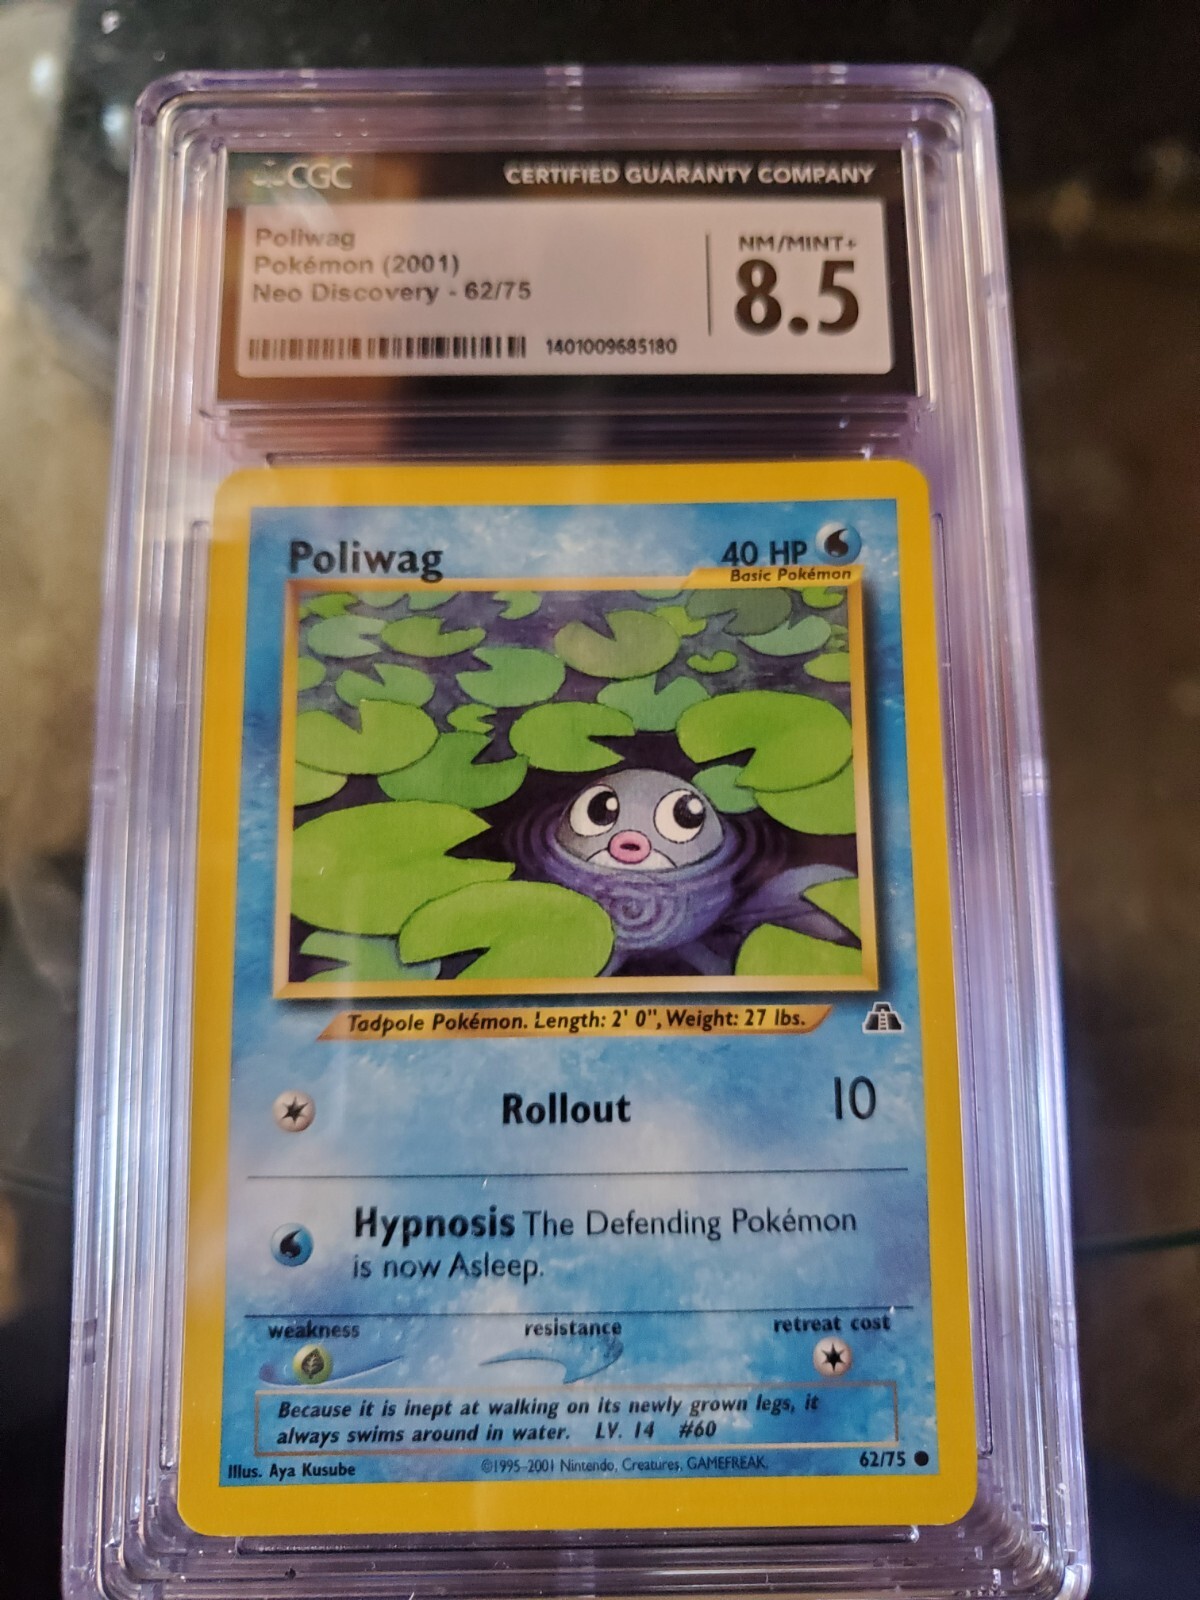 CGC CERTIFIED GUARANTY COMPANY
Poliwag
Pokémon (2001)
Neo Discovery - 62/75
NM/MINT+
8.5
1401009685180
Poliwag 40 HP
Basic Pokémon
Tadpole Pokémon. Length: 2' 0", Weight: 27 lbs.
Rollout 10
Hypnosis The Defending Pokémon
is now Asleep.
weakness resistance retreat cost
Because it is inept at walking on its newly grown legs, it
always swims around in water. LV. 14 #60
Illus. Aya Kusube ©1995-2001 Nintendo, Creatures, GAMEFREAK. 62/75